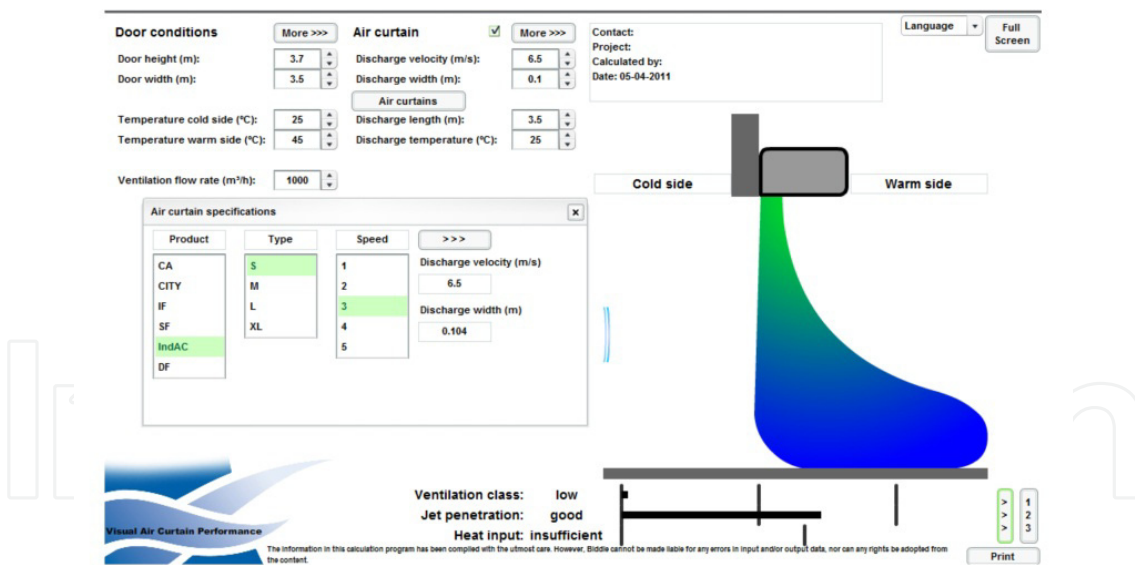 Door conditions More >>> Air curtain More >>>
Door height (m): 3.7 Discharge velocity (m/s): 6.5
Door width (m): 3.5 Discharge width (m): 0.1
Air curtains
Temperature cold side (ºC): 25 Discharge length (m): 3.5
Temperature warm side (ºC): 45 Discharge temperature (ºC): 25
Ventilation flow rate (m³/h): 1000
Contact:
Project:
Calculated by:
Date: 05-04-2011
Language
Full
Screen
Cold side Warm side
Air curtain specifications x
Product Type Speed >>>
CA
CITY
IF
SF
IndAC
DF
S
M
L
XL
1
2
3
4
5
Discharge velocity (m/s)
6.5
Discharge width (m)
0.104
Ventilation class: low
Jet penetration: good
Heat input: insufficient
> 1
> 2
> 3
Visual Air Curtain Performance
The information in this calculation program has been compiled with the utmost care. However, Biddle cannot be made liable for any errors in input and/or output data, nor can any rights be adopted from
the content.
Print